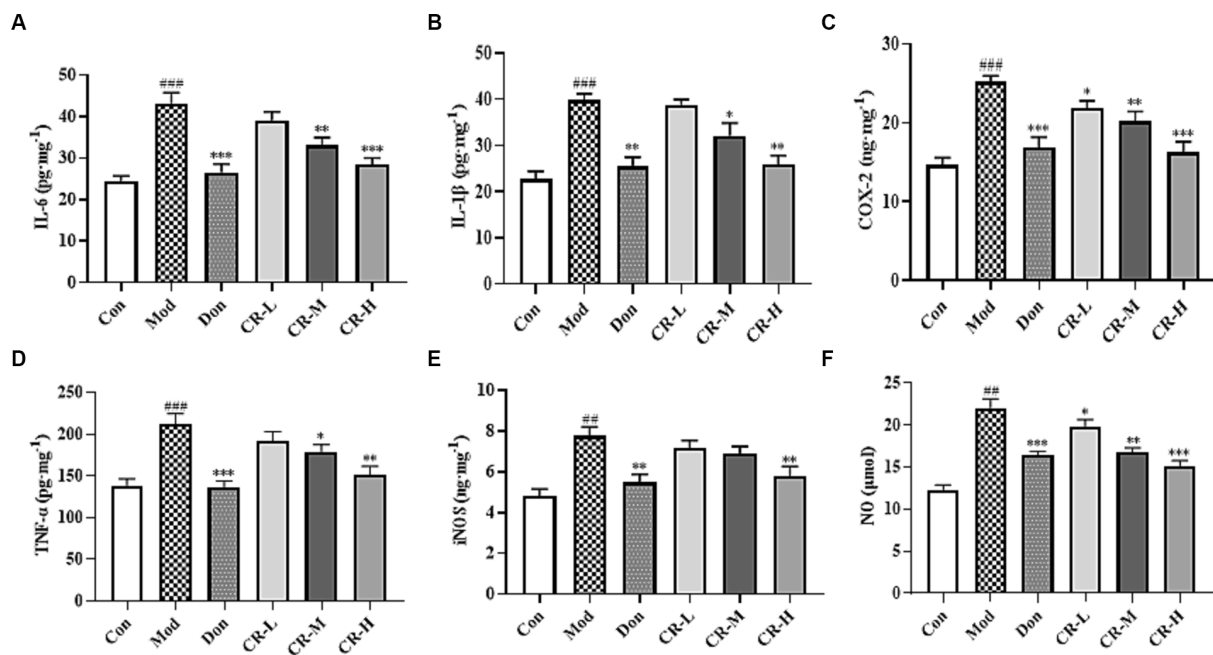 A
IL-6 (pg·mg⁻¹)
50
40
30
20
10
0
###
***
**
***
Con
Mod
Don
CR-L
CR-M
CR-H
B
IL-1β (pg·mg⁻¹)
50
40
30
20
10
0
###
**
*
**
Con
Mod
Don
CR-L
CR-M
CR-H
C
COX-2 (ng·mg⁻¹)
30
20
10
0
###
***
*
**
***
Con
Mod
Don
CR-L
CR-M
CR-H
D
TNF-α (pg·mg⁻¹)
250
200
150
100
50
0
###
***
*
**
Con
Mod
Don
CR-L
CR-M
CR-H
E
iNOS (ng·mg⁻¹)
10
8
6
4
2
0
##
**
**
Con
Mod
Don
CR-L
CR-M
CR-H
F
NO (μmol)
25
20
15
10
5
0
##
***
*
**
***
Con
Mod
Don
CR-L
CR-M
CR-H